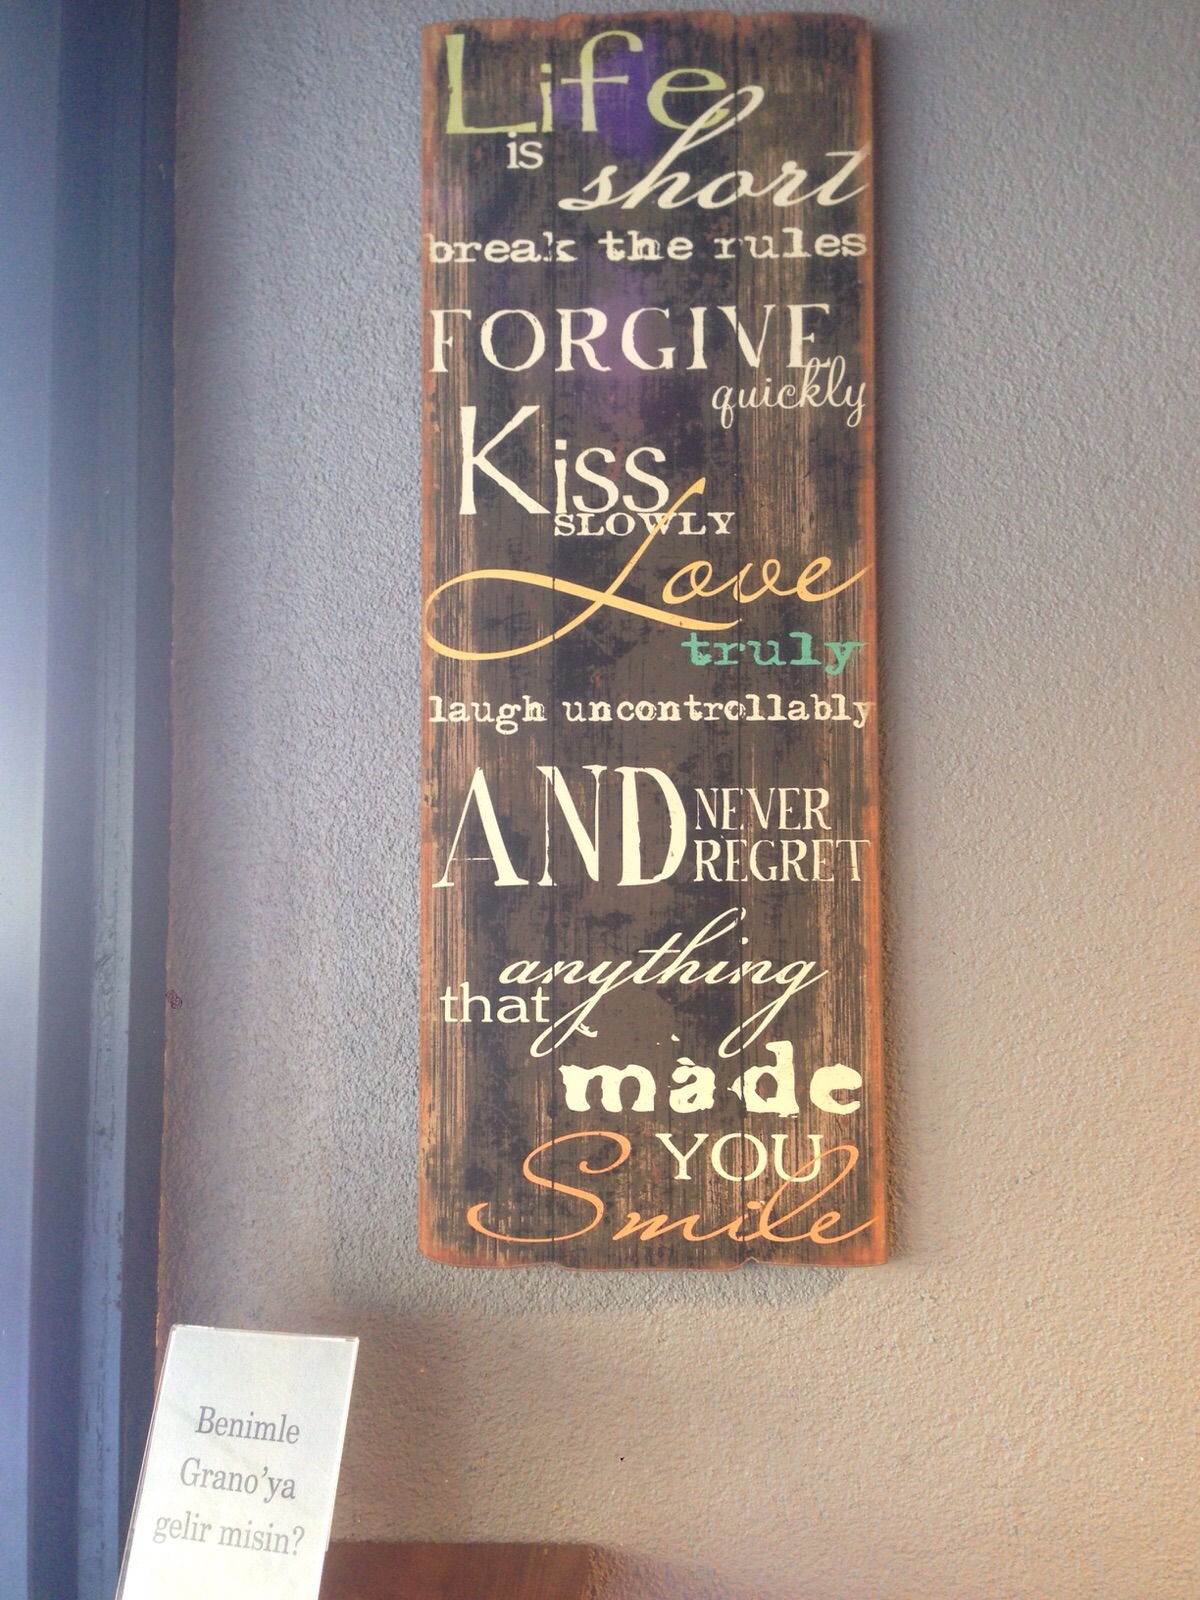 Life
is
short
break the rules
FORGIVE
quickly
Kiss
SLOWLY
Love
truly
laugh uncontrollably
AND NEVER
REGRET
anything
that
made
YOU
Smile
Benimle
Grano'ya
gelir misin?